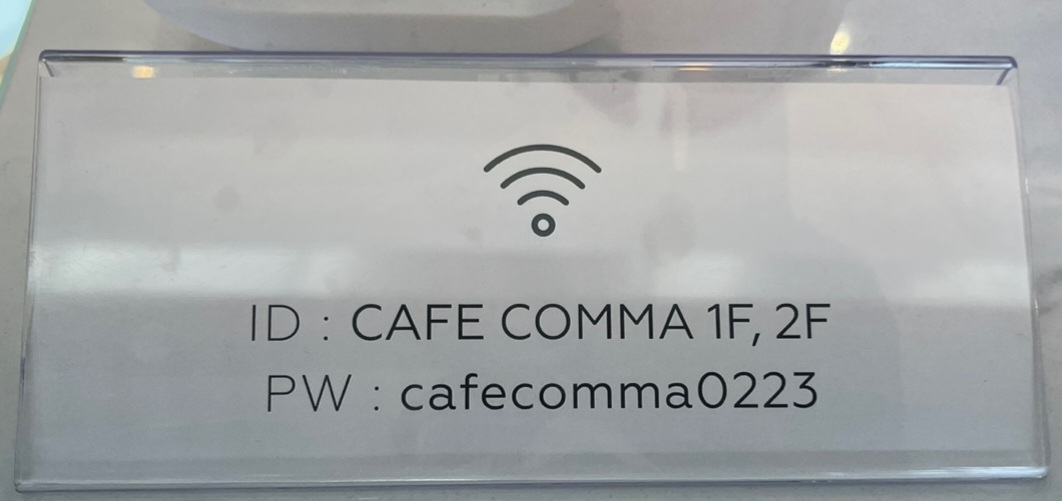 ID : CAFE COMMA 1F, 2F
PW : cafecomma0223